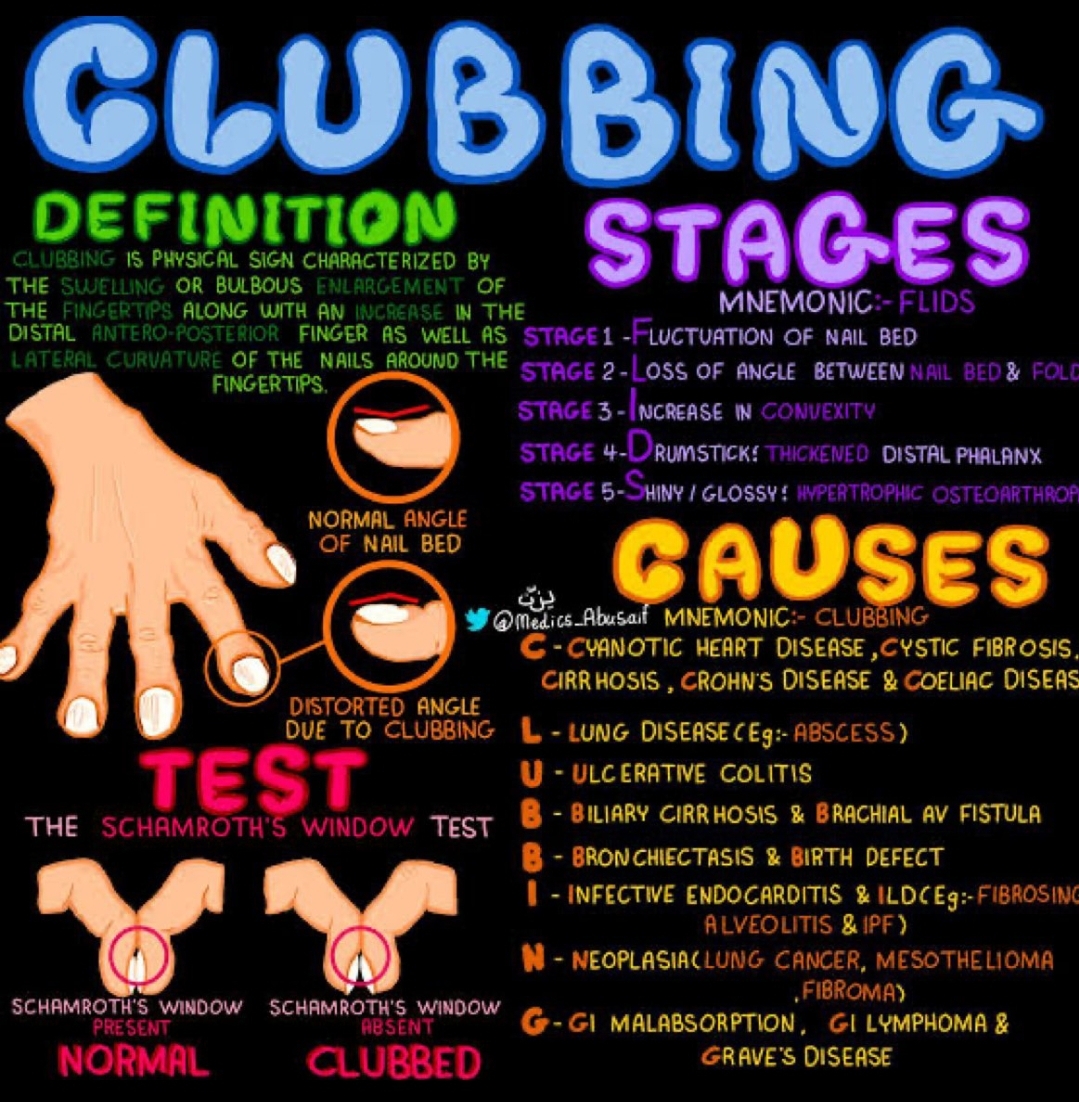 CLUBBING
DEFINITION
CLUBBING IS PHYSICAL SIGN CHARACTERIZED BY
THE SWELLING OR BULBOUS ENLARGEMENT OF
THE FINGERTIPS ALONG WITH AN INCREASE IN THE
DISTAL ANTERO-POSTERIOR FINGER AS WELL AS
LATERAL CURVATURE OF THE NAILS AROUND THE
FINGERTIPS.
NORMAL ANGLE
OF NAIL BED
DISTORTED ANGLE
DUE TO CLUBBING
TEST
THE SCHAMROTH'S WINDOW TEST
SCHAMROTH'S WINDOW
PRESENT
NORMAL
SCHAMROTH'S WINDOW
ABSENT
CLUBBED
STAGES
MNEMONIC:- FLIDS
STAGE 1 -FLUCTUATION OF NAIL BED
STAGE 2-LOSS OF ANGLE BETWEEN NAIL BED & FOLD
STAGE 3-INCREASE IN CONVEXITY
STAGE 4-DRUMSTICK: THICKENED DISTAL PHALANX
STAGE 5-SHINY / GLOSSY: HYPERTROPHIC OSTEOARTHROP
CAUSES
@Medics_Abusaif
MNEMONIC:- CLUBBING
C - CYANOTIC HEART DISEASE, CYSTIC FIBROSIS,
CIRRHOSIS, CROHN'S DISEASE & COELIAC DISEAS
L - LUNG DISEASE(Eg:- ABSCESS)
U - ULCERATIVE COLITIS
B - BILIARY CIRRHOSIS & BRACHIAL AV FISTULA
B - BRONCHIECTASIS & BIRTH DEFECT
I - INFECTIVE ENDOCARDITIS & ILD(Eg:-FIBROSING
ALVEOLITIS & IPF)
N - NEOPLASIA(LUNG CANCER, MESOTHELIOMA
,FIBROMA)
G - GI MALABSORPTION, GI LYMPHOMA &
GRAVE'S DISEASE